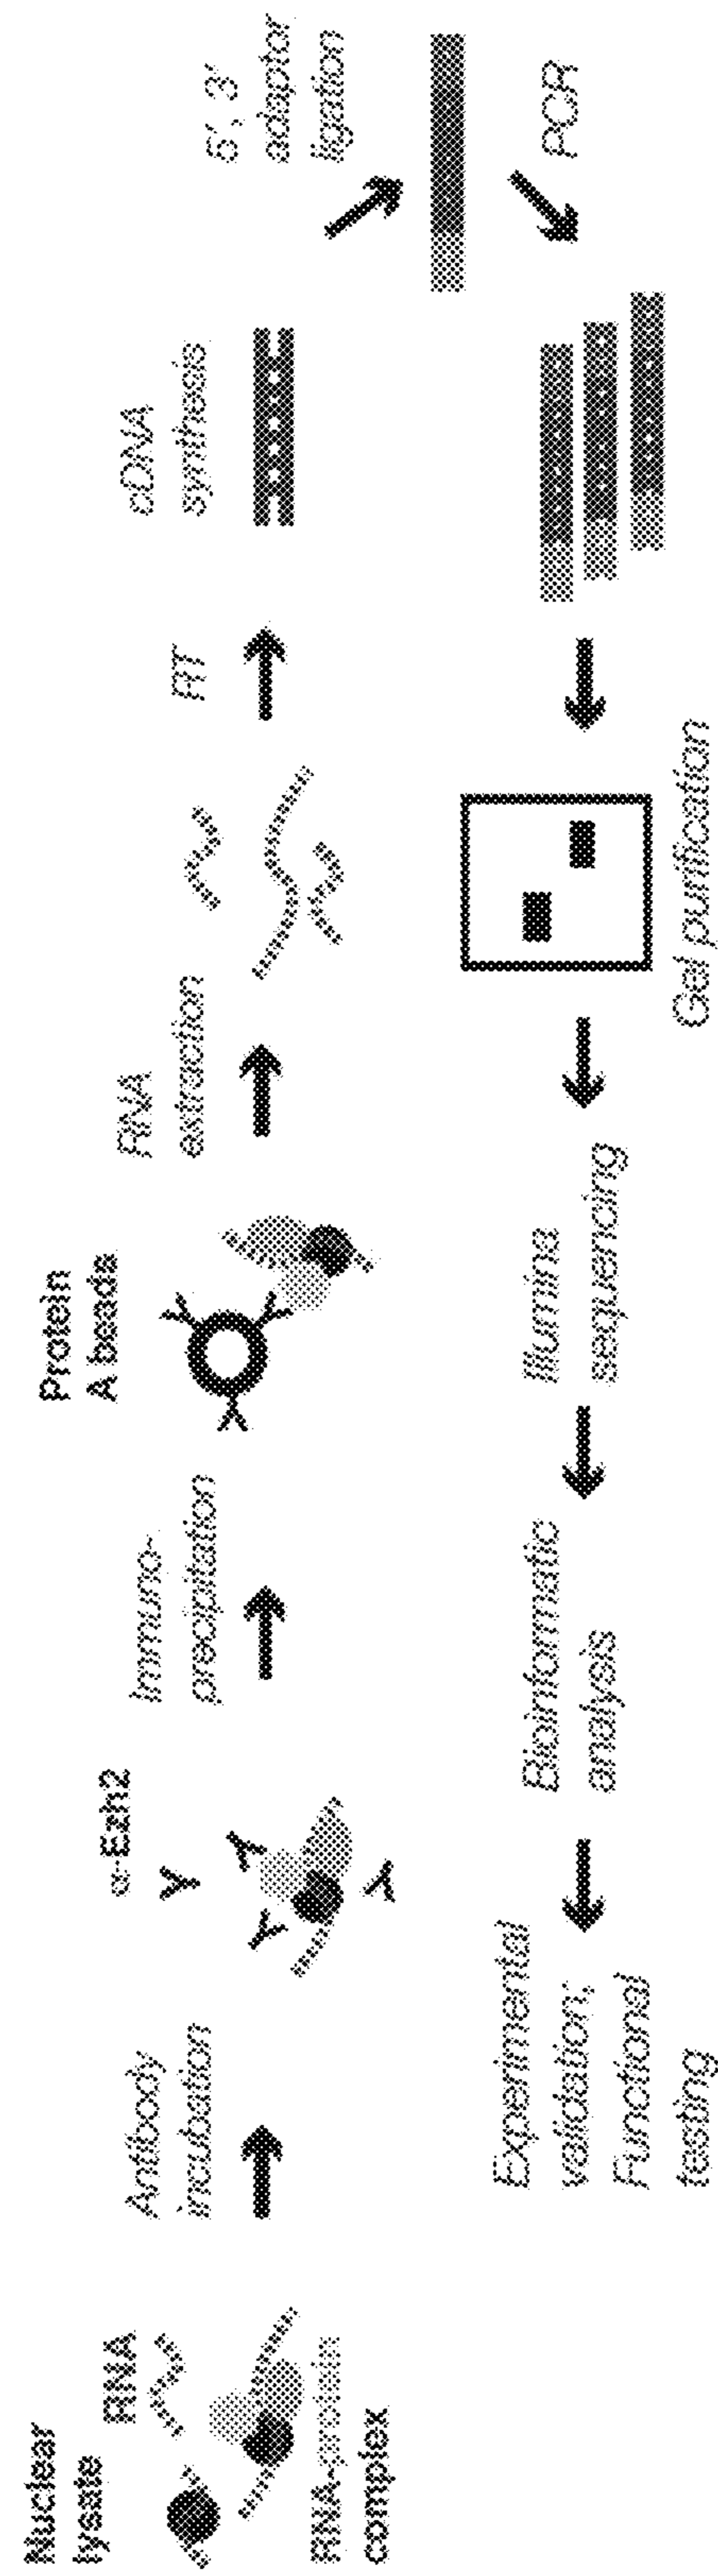 Nuclear
lysate
RNA
RNA-protein
complex
Antibody
incubation
α-Ezh2
Immuno-
precipitation
Protein
A beads
RNA
extraction
RT
cDNA
synthesis
5', 3'
adaptor
ligation
PCR
Gel purification
Illumina
sequencing
Bioinformatic
analysis
Experimental
validation;
Functional
testing